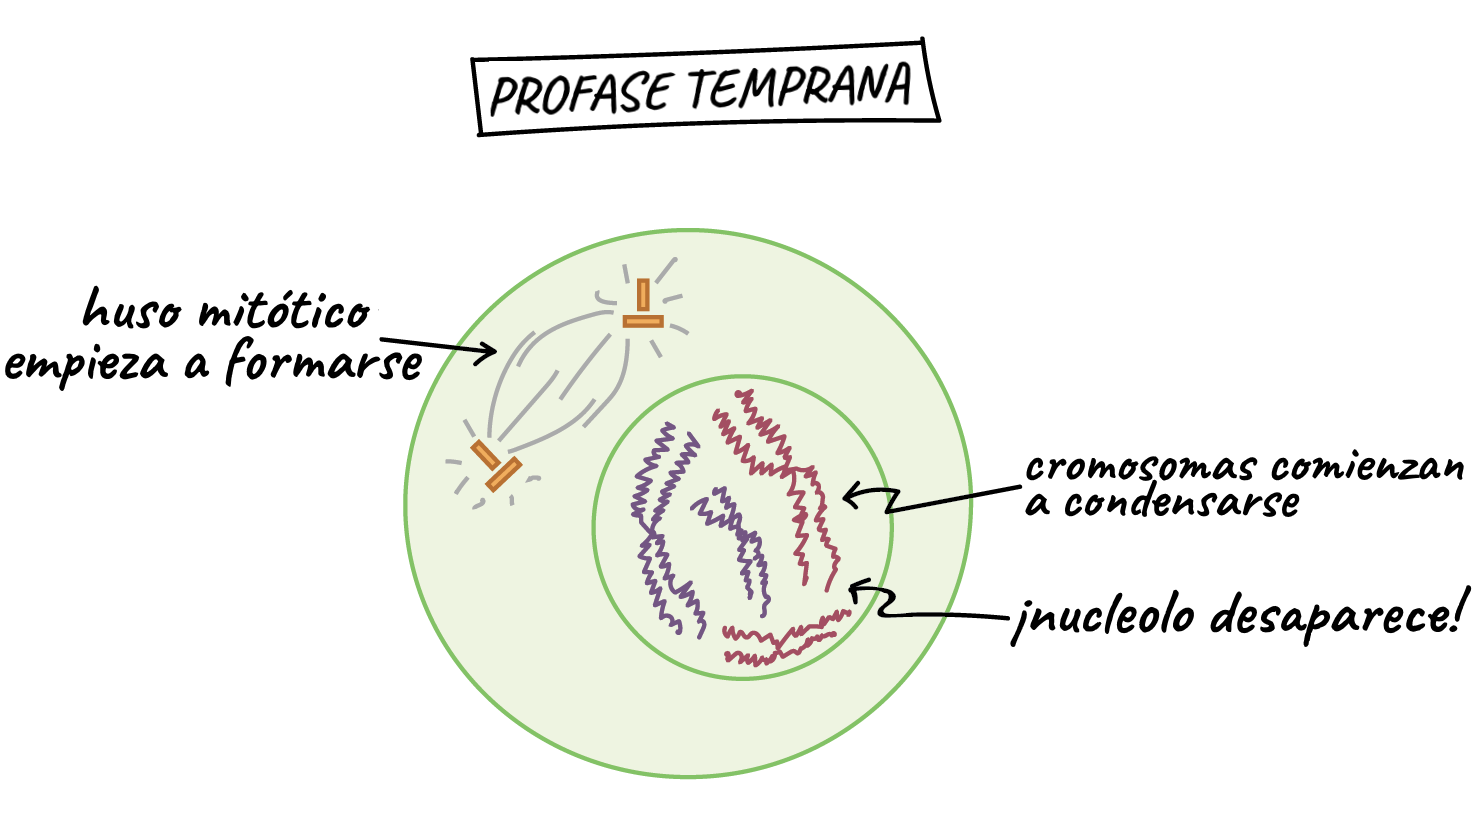 PROFASE TEMPRANA
huso mitótico
empieza a formarse
cromosomas comienzan
a condensarse
¡nucleolo desaparece!